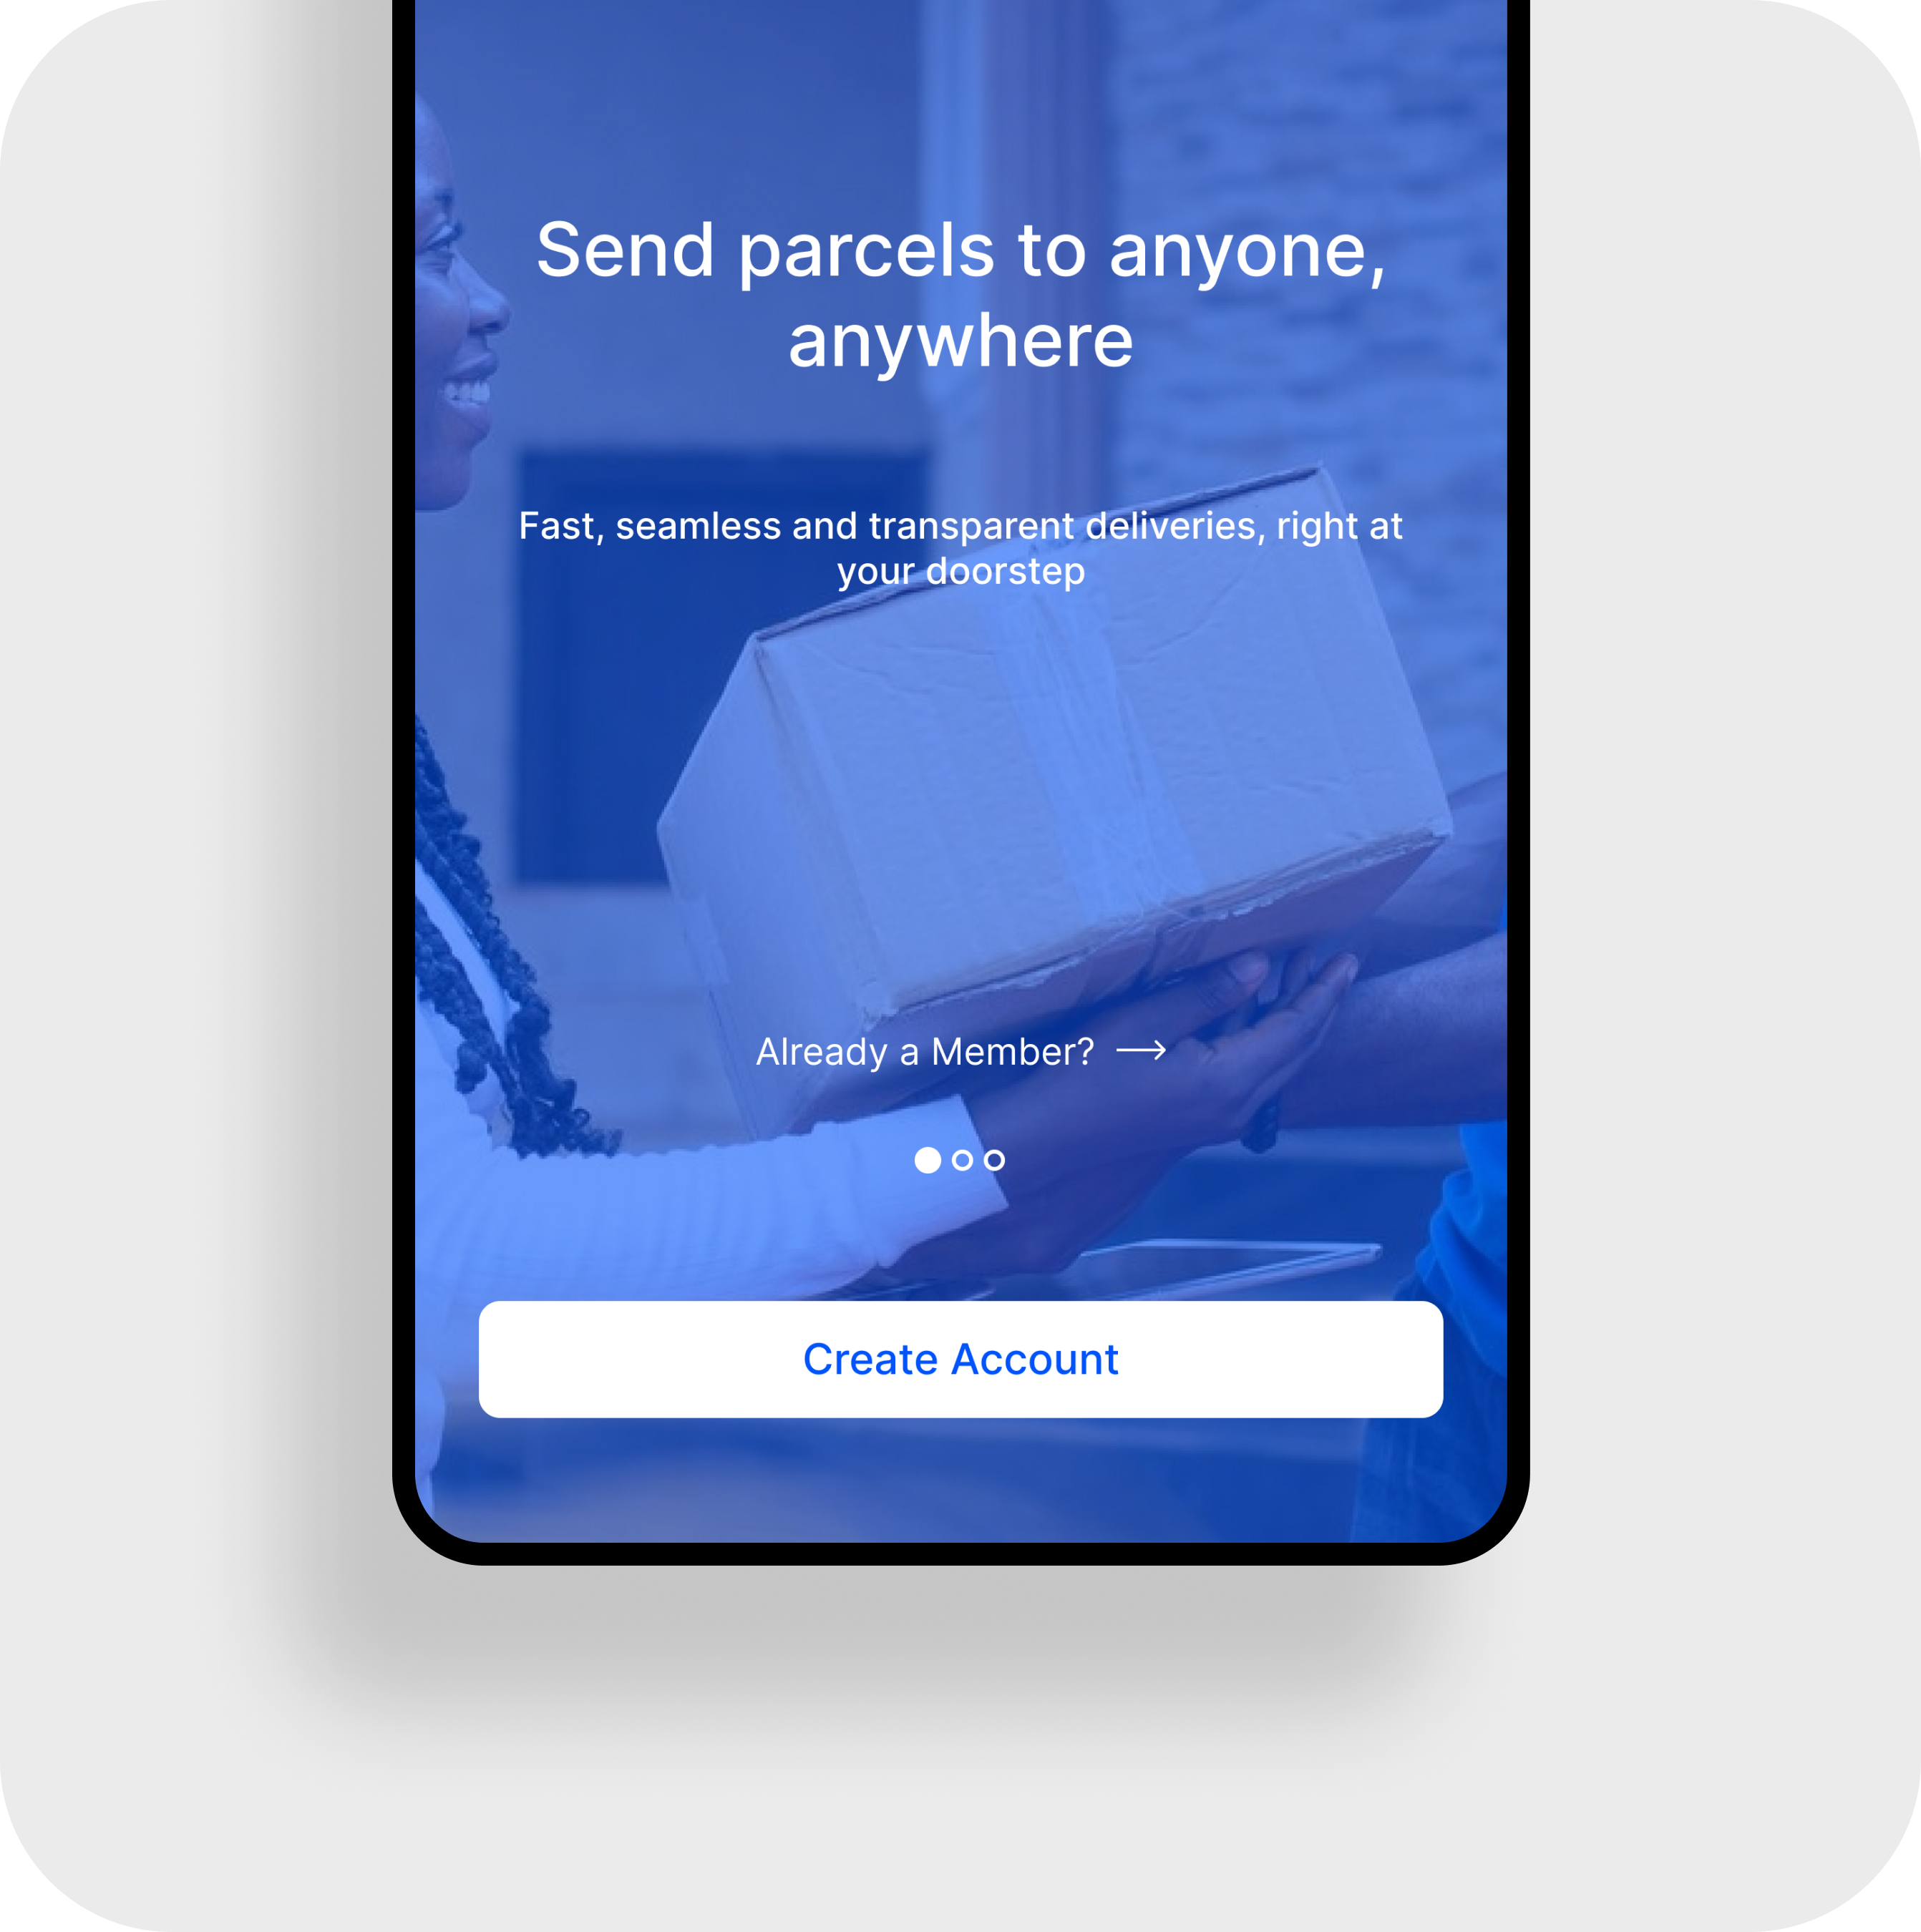 Send parcels to anyone,
anywhere
Fast, seamless and transparent deliveries, right at
your doorstep
Already a Member? →
Create Account